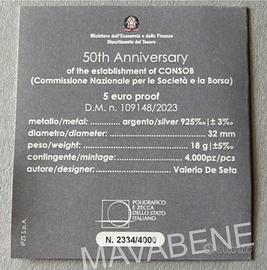 Ministero dell'Economia e delle Finanze
Dipartimento del Tesoro
50th Anniversary
of the establishment of CONSOB
(Commissione Nazionale per le Società e la Borsa)
5 euro proof
D.M. n. 109148/2023
metallo/metal: argento/silver 925‰| ± 3‰
diametro/diameter: 32 mm
peso/weight: 18 g |±5‰
contingente/mintage: 4.000pz/pcs
autore/designer: Valerio De Seta
IPZS S.p.A.
POLIGRAFICO
E ZECCA
DELLO STATO
ITALIANO
N. 2334/4000
MAVABENE